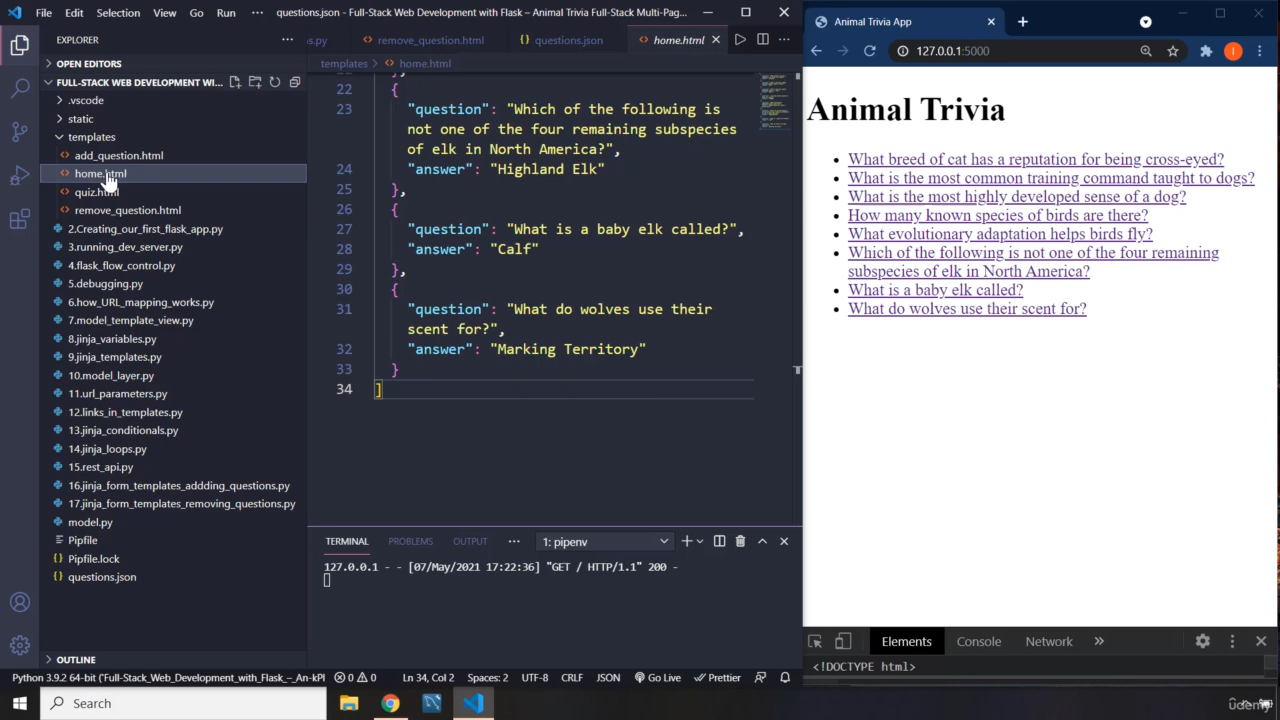 File Edit Selection View Go Run ··· questions.json - Full-Stack Web Development with Flask – Animal Trivia Full-Stack Multi-Pag...
Animal Trivia App
127.0.0.1:5000
EXPLORER
OPEN EDITORS
FULL-STACK WEB DEVELOPMENT WI...
.vscode
static
templates
add_question.html
home.html
quiz.html
remove_question.html
2.Creating_our_first_flask_app.py
3.running_dev_server.py
4.flask_flow_control.py
5.debugging.py
6.how_URL_mapping_works.py
7.model_template_view.py
8.jinja_variables.py
9.jinja_templates.py
10.model_layer.py
11.url_parameters.py
12.links_in_templates.py
13.jinja_conditionals.py
14.jinja_loops.py
15.rest_api.py
16.jinja_form_templates_addding_questions.py
17.jinja_form_templates_removing_questions.py
model.py
Pipfile
Pipfile.lock
questions.json
OUTLINE
ns.py remove_question.html questions.json home.html
templates > home.html
},
22 {
23 "question": "Which of the following is
not one of the four remaining subspecies
of elk in North America?",
24 "answer": "Highland Elk"
25 },
26 {
27 "question": "What is a baby elk called?",
28 "answer": "Calf"
29 },
30 {
31 "question": "What do wolves use their
scent for?",
32 "answer": "Marking Territory"
33 }
34 ]
TERMINAL PROBLEMS OUTPUT ··· 1: pipenv
127.0.0.1 - - [07/May/2021 17:22:36] "GET / HTTP/1.1" 200 -
Animal Trivia
• What breed of cat has a reputation for being cross-eyed?
• What is the most common training command taught to dogs?
• What is the most highly developed sense of a dog?
• How many known species of birds are there?
• What evolutionary adaptation helps birds fly?
• Which of the following is not one of the four remaining
subspecies of elk in North America?
• What is a baby elk called?
• What do wolves use their scent for?
Elements Console Network »
<!DOCTYPE html>
Python 3.9.2 64-bit ('Full-Stack_Web_Development_with_Flask_–_An-kPI 0 0 Ln 34, Col 2 Spaces: 2 UTF-8 CRLF JSON Go Live Prettier
Search
udemy